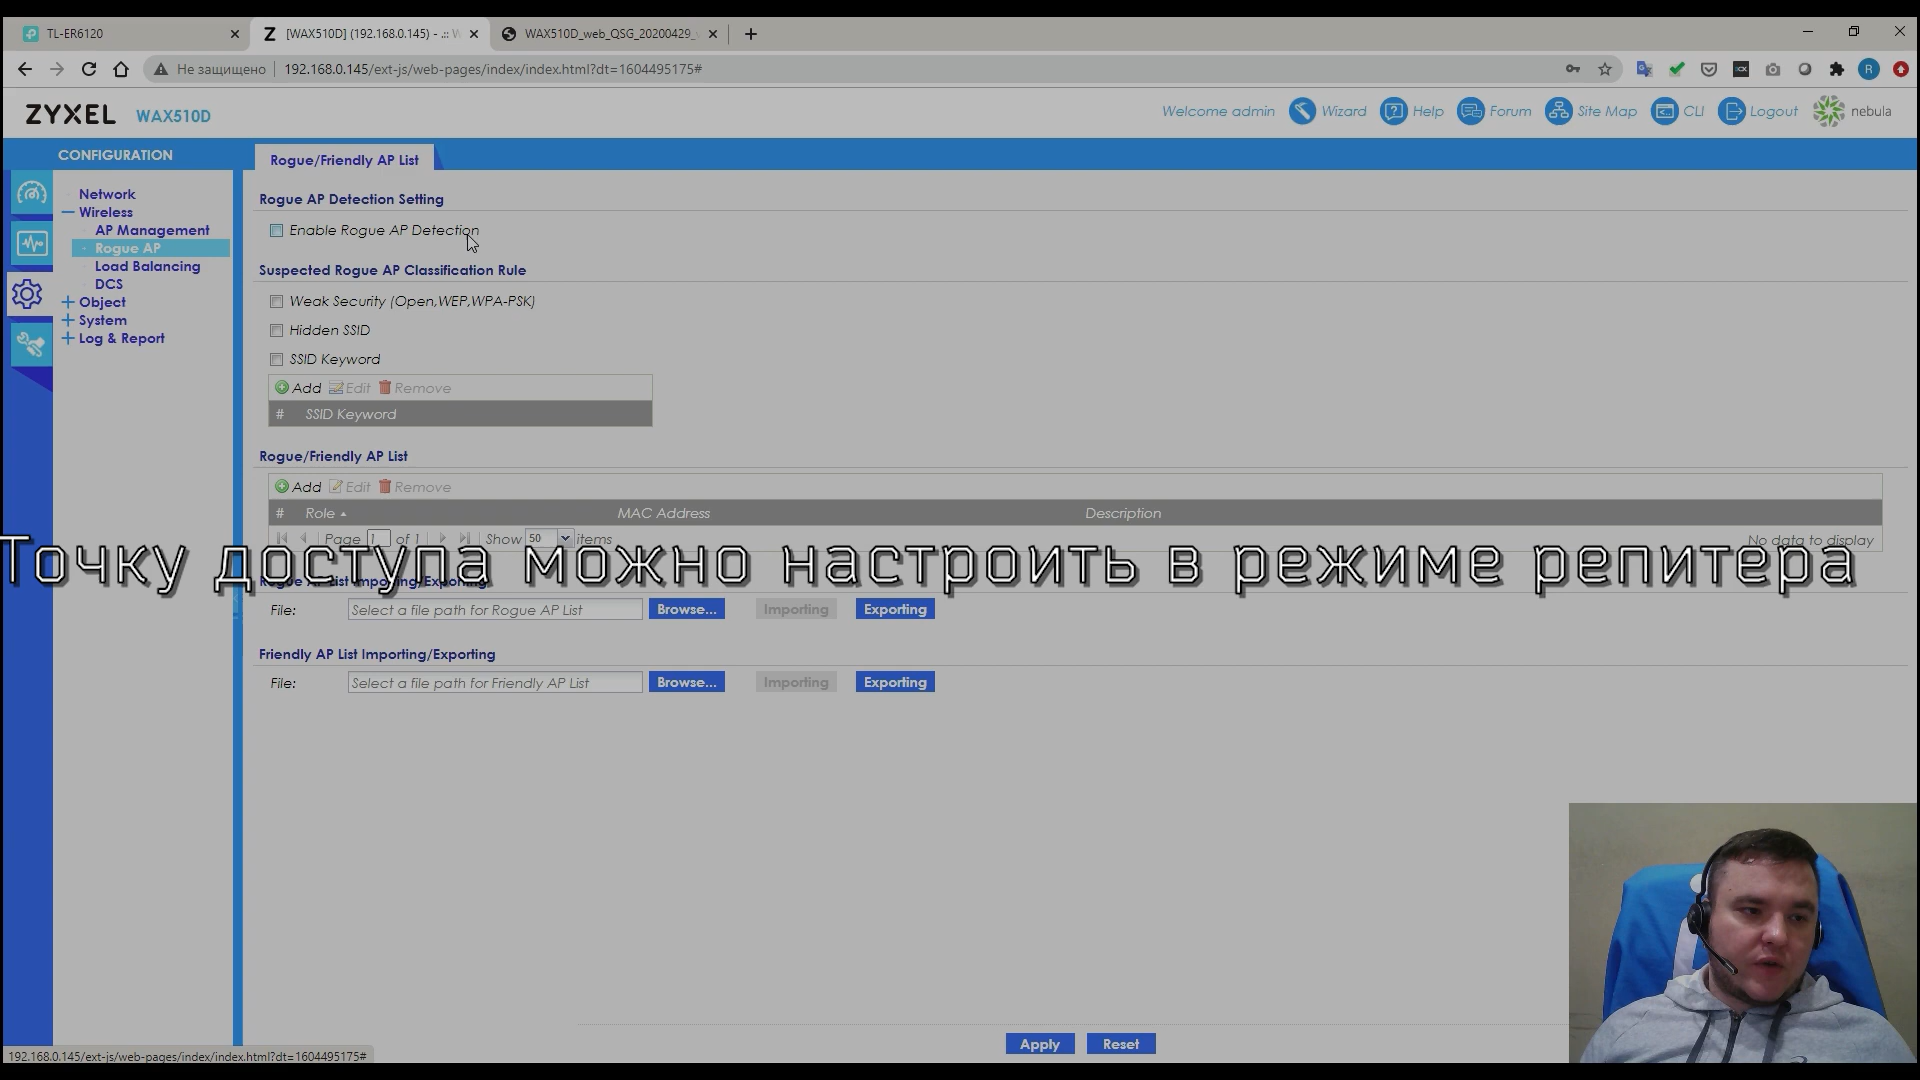 TL-ER6120
[WAX510D] (192.168.0.145) - .:: W
WAX510D_web_QSG_20200429_
Не защищено
192.168.0.145/ext-js/web-pages/index/index.html?dt=1604495175#
R
ZYXEL WAX510D
Welcome admin Wizard Help Forum Site Map CLI Logout nebula
CONFIGURATION
Network
Wireless
AP Management
Rogue AP
Load Balancing
DCS
Object
System
Log & Report
Rogue/Friendly AP List
Rogue AP Detection Setting
Enable Rogue AP Detection
Suspected Rogue AP Classification Rule
Weak Security (Open,WEP,WPA-PSK)
Hidden SSID
SSID Keyword
Add Edit Remove
# SSID Keyword
Rogue/Friendly AP List
Add Edit Remove
# Role MAC Address Description
Page 1 of 1 Show 50 items
No data to display
Точку доступа можно настроить в режиме репитера
Rogue AP List Importing/Exporting
File: Select a file path for Rogue AP List Browse... Importing Exporting
Friendly AP List Importing/Exporting
File: Select a file path for Friendly AP List Browse... Importing Exporting
Apply Reset
192.168.0.145/ext-js/web-pages/index/index.html?dt=1604495175#